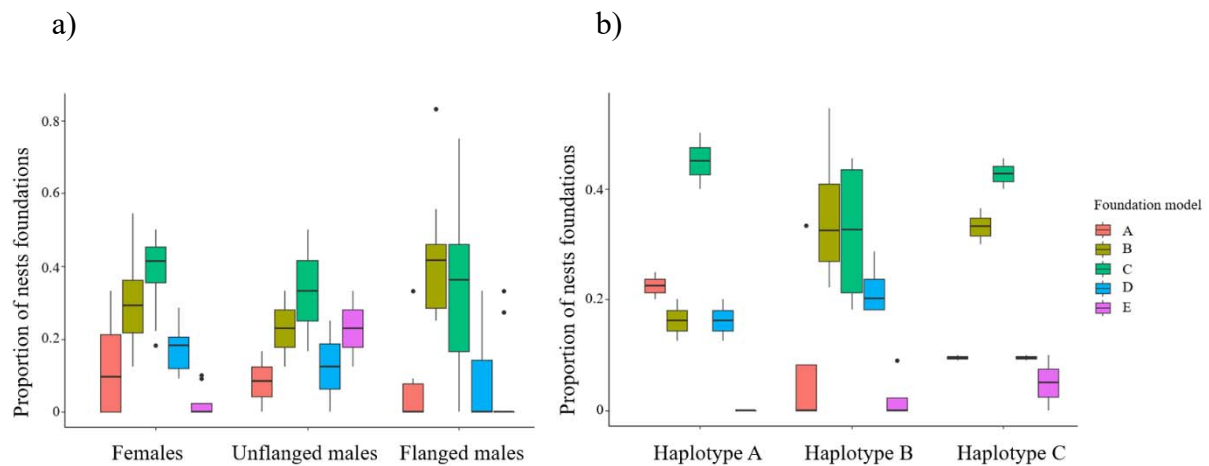 a)
Proportion of nests foundations
0.8
0.6
0.4
0.2
0
Females Unflanged males Flanged males
b)
Proportion of nests foundations
0.4
0.2
0
Haplotype A Haplotype B Haplotype C
Foundation model
A
B
C
D
E